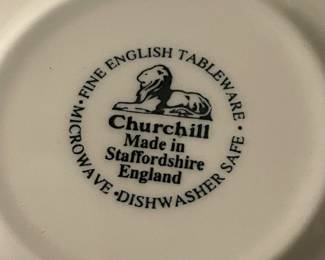 • FINE ENGLISH TABLEWARE •
Churchill
Made in
Staffordshire
England
• MICROWAVE • DISHWASHER SAFE •